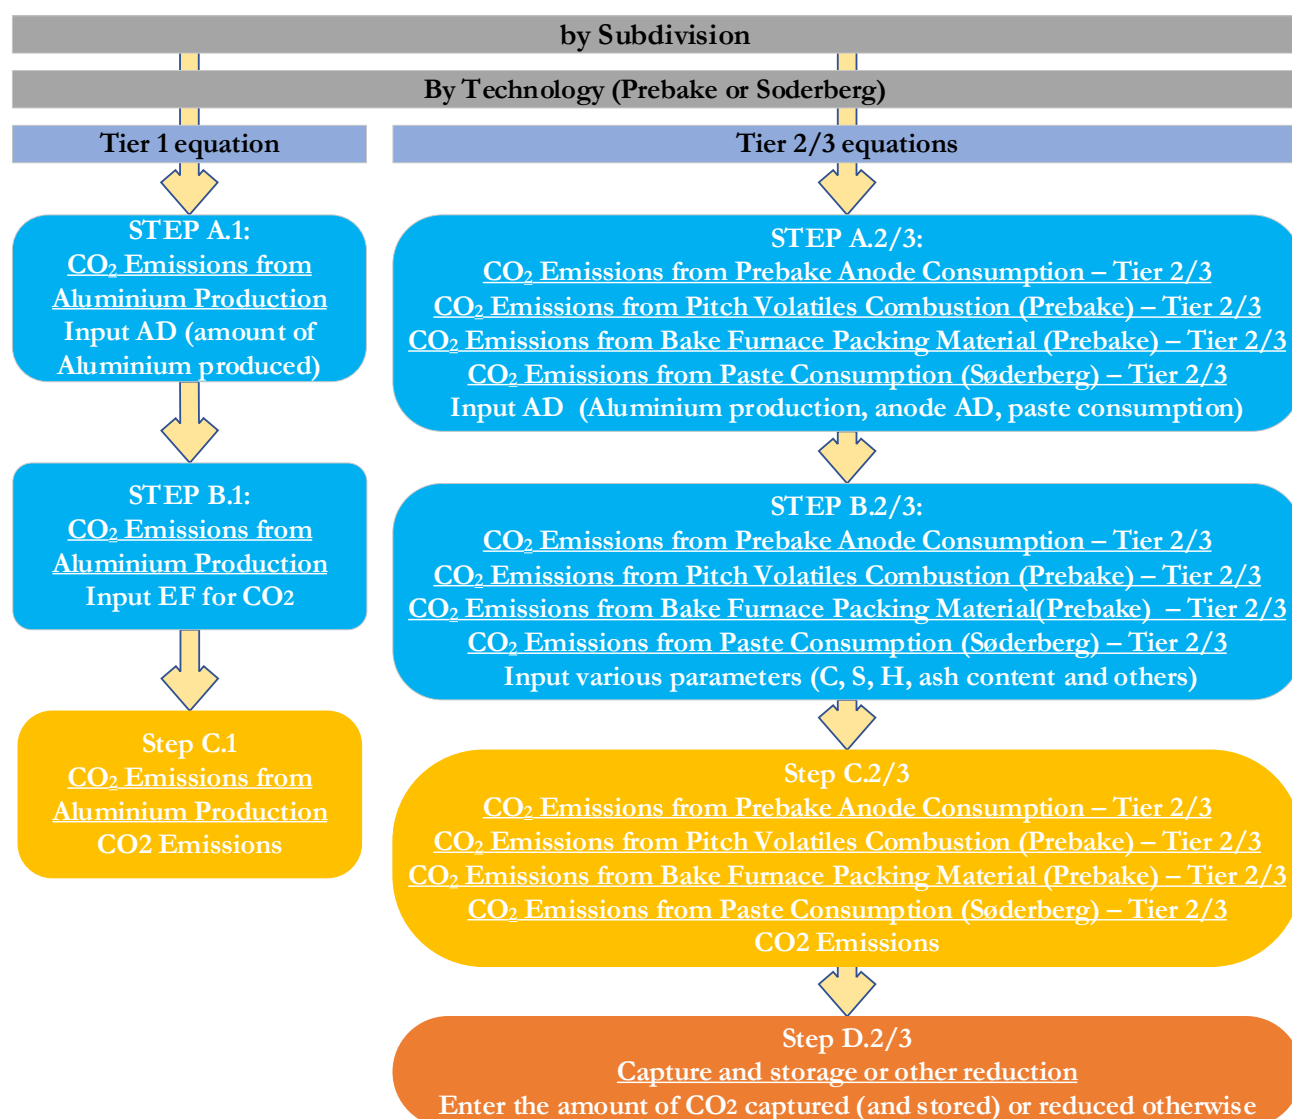 by Subdivision
By Technology (Prebake or Soderberg)
Tier 1 equation
STEP A.1:
CO₂ Emissions from
Aluminium Production
Input AD (amount of
Aluminium produced)
STEP B.1:
CO₂ Emissions from
Aluminium Production
Input EF for CO2
Step C.1
CO₂ Emissions from
Aluminium Production
CO2 Emissions
Tier 2/3 equations
STEP A.2/3:
CO₂ Emissions from Prebake Anode Consumption – Tier 2/3
CO₂ Emissions from Pitch Volatiles Combustion (Prebake) – Tier 2/3
CO₂ Emissions from Bake Furnace Packing Material (Prebake) – Tier 2/3
CO₂ Emissions from Paste Consumption (Søderberg) – Tier 2/3
Input AD (Aluminium production, anode AD, paste consumption)
STEP B.2/3:
CO₂ Emissions from Prebake Anode Consumption – Tier 2/3
CO₂ Emissions from Pitch Volatiles Combustion (Prebake) – Tier 2/3
CO₂ Emissions from Bake Furnace Packing Material(Prebake) – Tier 2/3
CO₂ Emissions from Paste Consumption (Søderberg) – Tier 2/3
Input various parameters (C, S, H, ash content and others)
Step C.2/3
CO₂ Emissions from Prebake Anode Consumption – Tier 2/3
CO₂ Emissions from Pitch Volatiles Combustion (Prebake) – Tier 2/3
CO₂ Emissions from Bake Furnace Packing Material (Prebake) – Tier 2/3
CO₂ Emissions from Paste Consumption (Søderberg) – Tier 2/3
CO2 Emissions
Step D.2/3
Capture and storage or other reduction
Enter the amount of CO₂ captured (and stored) or reduced otherwise